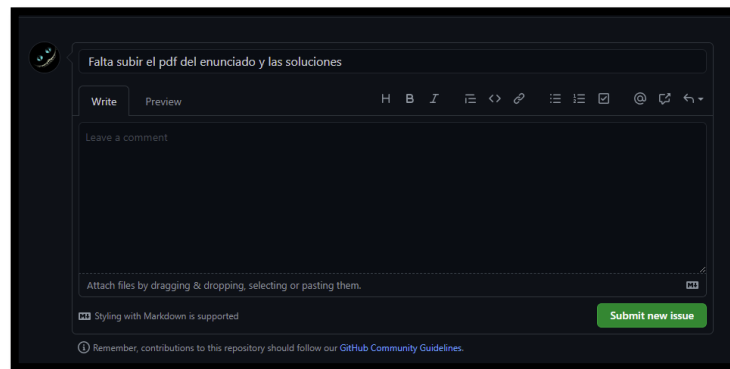 Falta subir el pdf del enunciado y las soluciones
Write Preview H B I
Leave a comment
Attach files by dragging & dropping, selecting or pasting them.
Styling with Markdown is supported
Submit new issue
Remember, contributions to this repository should follow our GitHub Community Guidelines.